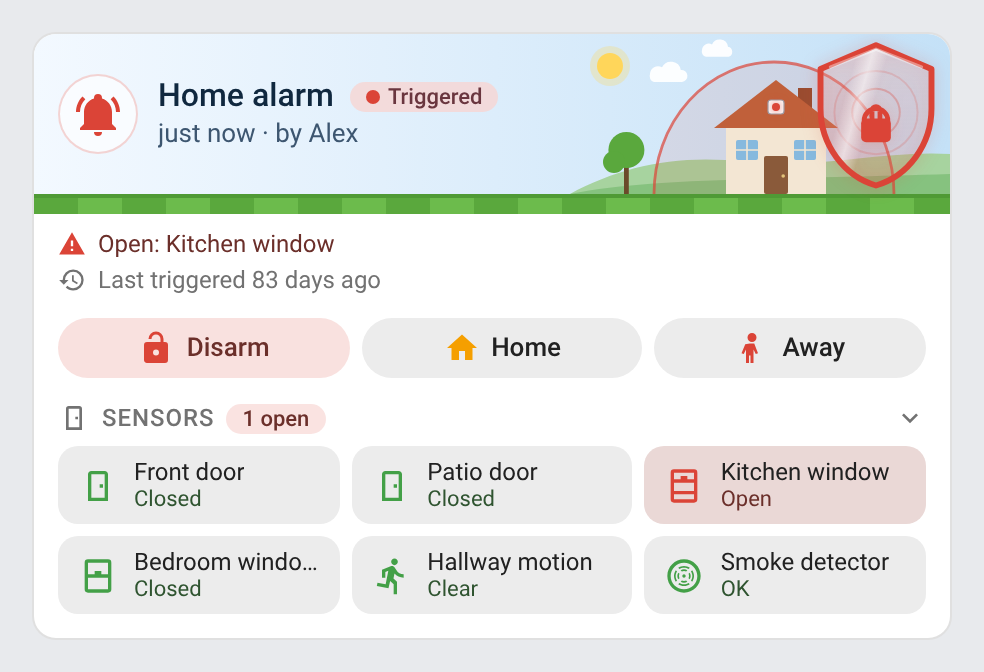 Home alarm Triggered
just now · by Alex
Open: Kitchen window
Last triggered 83 days ago
Disarm Home Away
SENSORS 1 open
Front door Patio door Kitchen window
Closed Closed Open
Bedroom windo... Hallway motion Smoke detector
Closed Clear OK